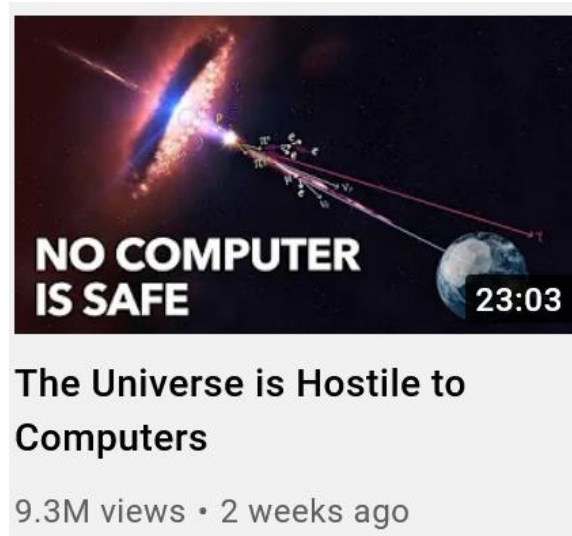 NO COMPUTER
IS SAFE
23:03
The Universe is Hostile to
Computers
9.3M views • 2 weeks ago